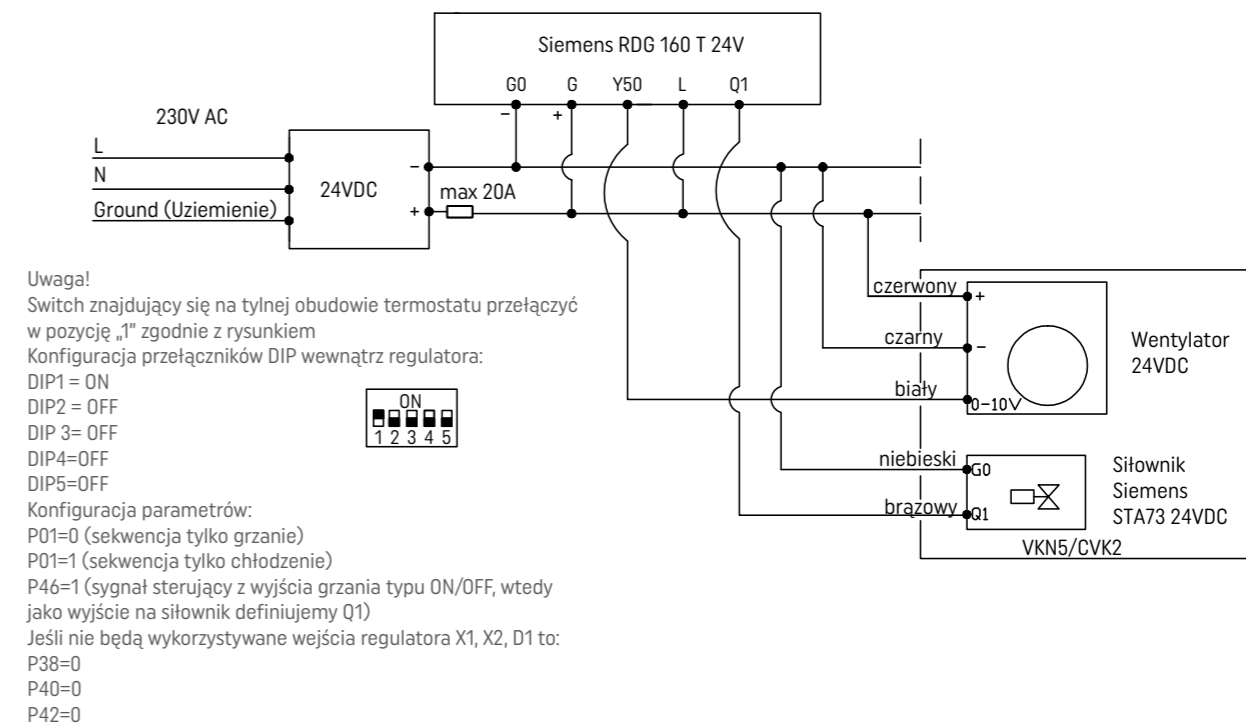 Siemens RDG 160 T 24V
G0 G Y50 L Q1
− +
230V AC
L
N
Ground (Uziemienie)
24VDC
−
+
max 20A
Uwaga!
Switch znajdujący się na tylnej obudowie termostatu przełączyć
w pozycję „1” zgodnie z rysunkiem
Konfiguracja przełączników DIP wewnątrz regulatora:
DIP1 = ON
DIP2 = OFF
DIP 3= OFF
DIP4=OFF
DIP5=OFF
ON
1 2 3 4 5
Konfiguracja parametrów:
P01=0 (sekwencja tylko grzanie)
P01=1 (sekwencja tylko chłodzenie)
P46=1 (sygnał sterujący z wyjścia grzania typu ON/OFF, wtedy
jako wyjście na siłownik definiujemy Q1)
Jeśli nie będą wykorzystywane wejścia regulatora X1, X2, D1 to:
P38=0
P40=0
P42=0
czerwony +
czarny −
biały 0-10V
Wentylator
24VDC
niebieski G0
brązowy Q1
Siłownik
Siemens
STA73 24VDC
VKN5/CVK2